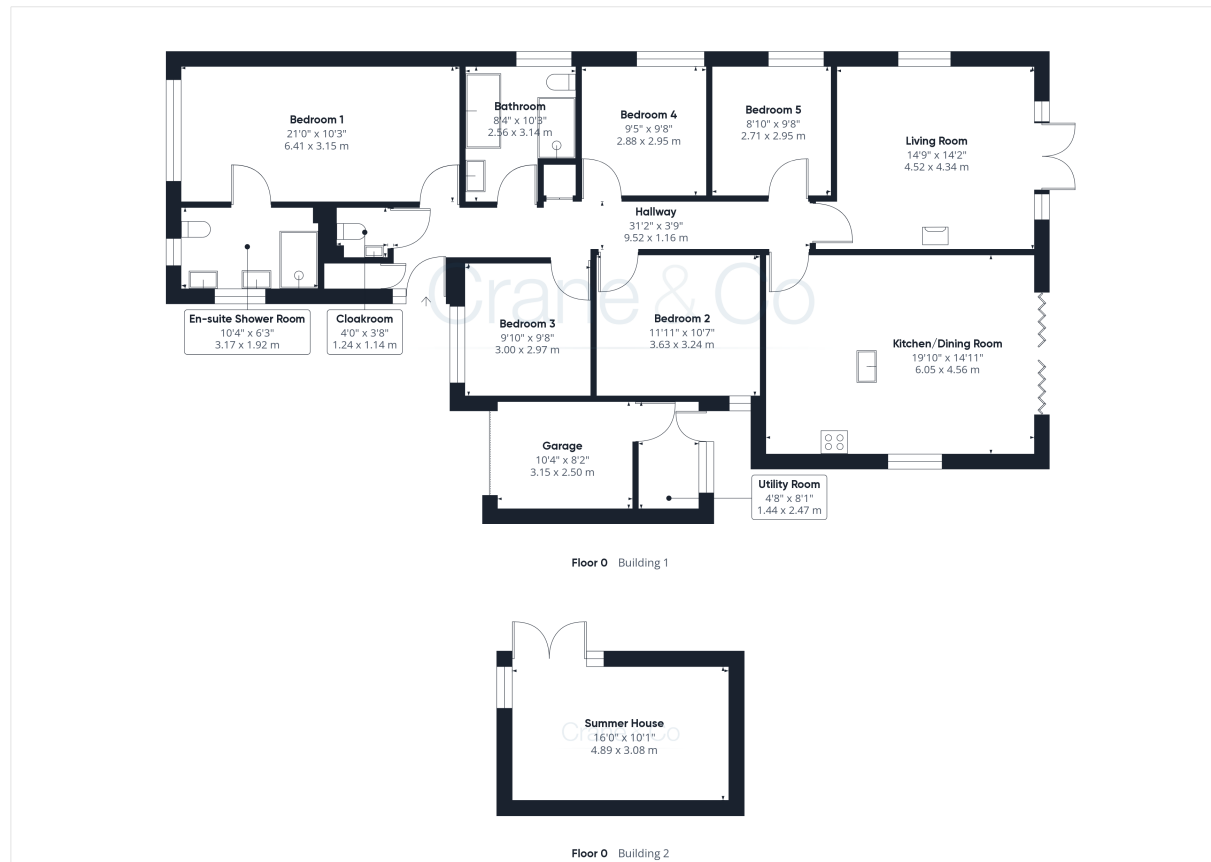 Bedroom 1
21'0" x 10'3"
6.41 x 3.15 m
Bathroom
8'4" x 10'3"
2.56 x 3.14 m
Bedroom 4
9'5" x 9'8"
2.88 x 2.95 m
Bedroom 5
8'10" x 9'8"
2.71 x 2.95 m
Living Room
14'9" x 14'2"
4.52 x 4.34 m
Hallway
31'2" x 3'9"
9.52 x 1.16 m
En-suite Shower Room
10'4" x 6'3"
3.17 x 1.92 m
Cloakroom
4'0" x 3'8"
1.24 x 1.14 m
Crane & Co
Bedroom 3
9'10" x 9'8"
3.00 x 2.97 m
Bedroom 2
11'11" x 10'7"
3.63 x 3.24 m
Kitchen/Dining Room
19'10" x 14'11"
6.05 x 4.56 m
Garage
10'4" x 8'2"
3.15 x 2.50 m
Utility Room
4'8" x 8'1"
1.44 x 2.47 m
Floor 0 Building 1
Summer House
16'0" x 10'1"
4.89 x 3.08 m
Crane & Co
Floor 0 Building 2